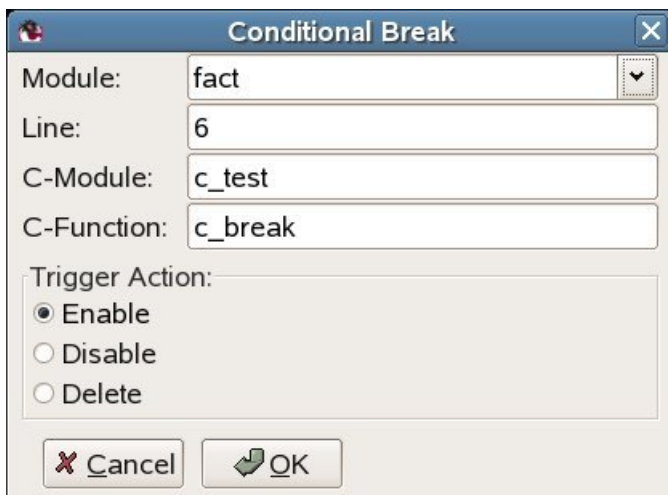 Conditional Break
Module: fact
Line: 6
C-Module: c_test
C-Function: c_break
Trigger Action:
Enable
Disable
Delete
Cancel OK